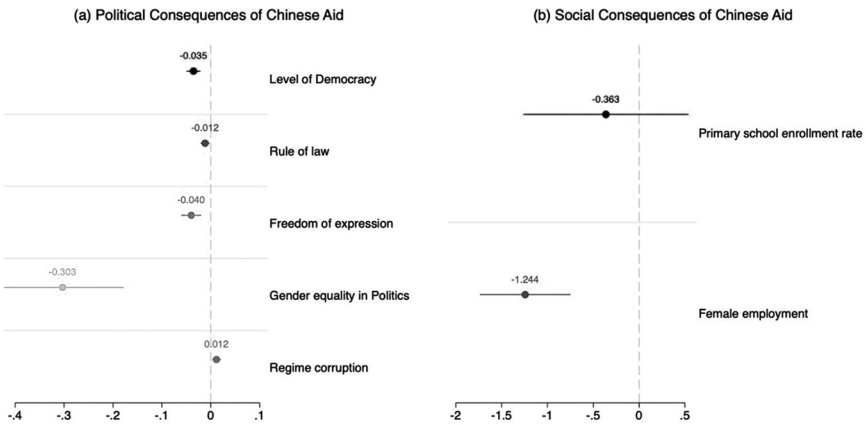 (a) Political Consequences of Chinese Aid
-0.035
Level of Democracy
-0.012
Rule of law
-0.040
Freedom of expression
-0.303
Gender equality in Politics
0.012
Regime corruption
-.4 -.3 -.2 -.1 0 .1
(b) Social Consequences of Chinese Aid
-0.363
Primary school enrollment rate
-1.244
Female employment
-2 -1.5 -1 -.5 0 .5